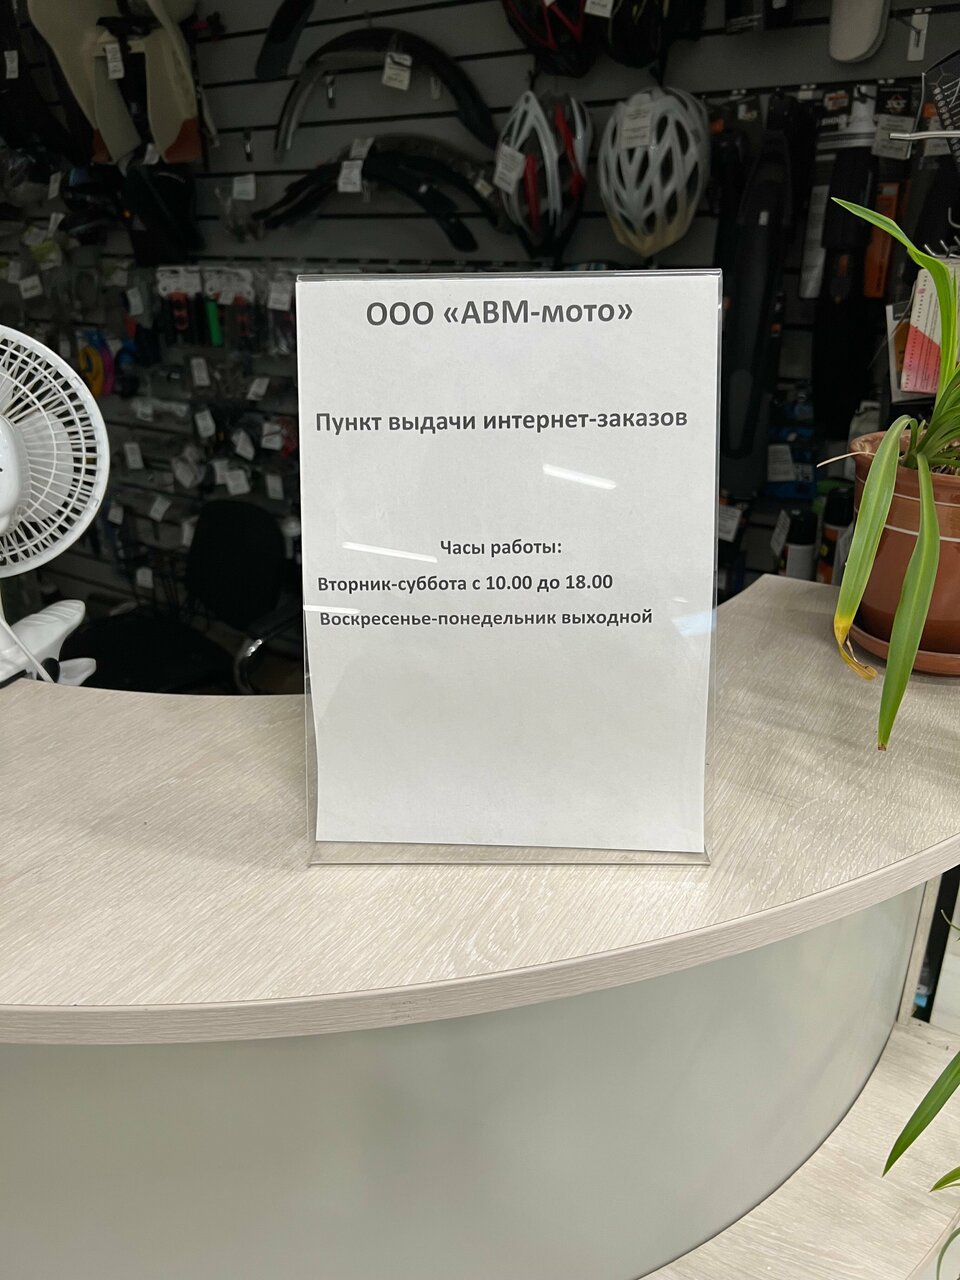 ООО «АВМ-мото»
Пункт выдачи интернет-заказов
Часы работы:
Вторник-суббота с 10.00 до 18.00
Воскресенье-понедельник выходной